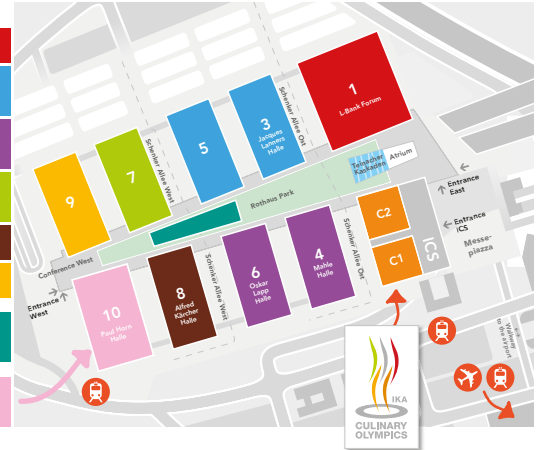 1
L-Bank Forum
3
Jacques
Lanners
Halle
5
7
9
Schenker Allee Ost
Schenker Allee West
Teinacher
Kaskaden
Atrium
Rothaus Park
Entrance
East
Entrance
ICS
Messe-
piazza
C2
C1
ICS
Conference West
Entrance
West
10
Paul Horn
Halle
8
Alfred
Kärcher
Halle
6
Oskar
Lapp
Halle
4
Mahle
Halle
Schenker Allee West
Schenker Allee Ost
Walkway
to the airport
IKA
CULINARY
OLYMPICS